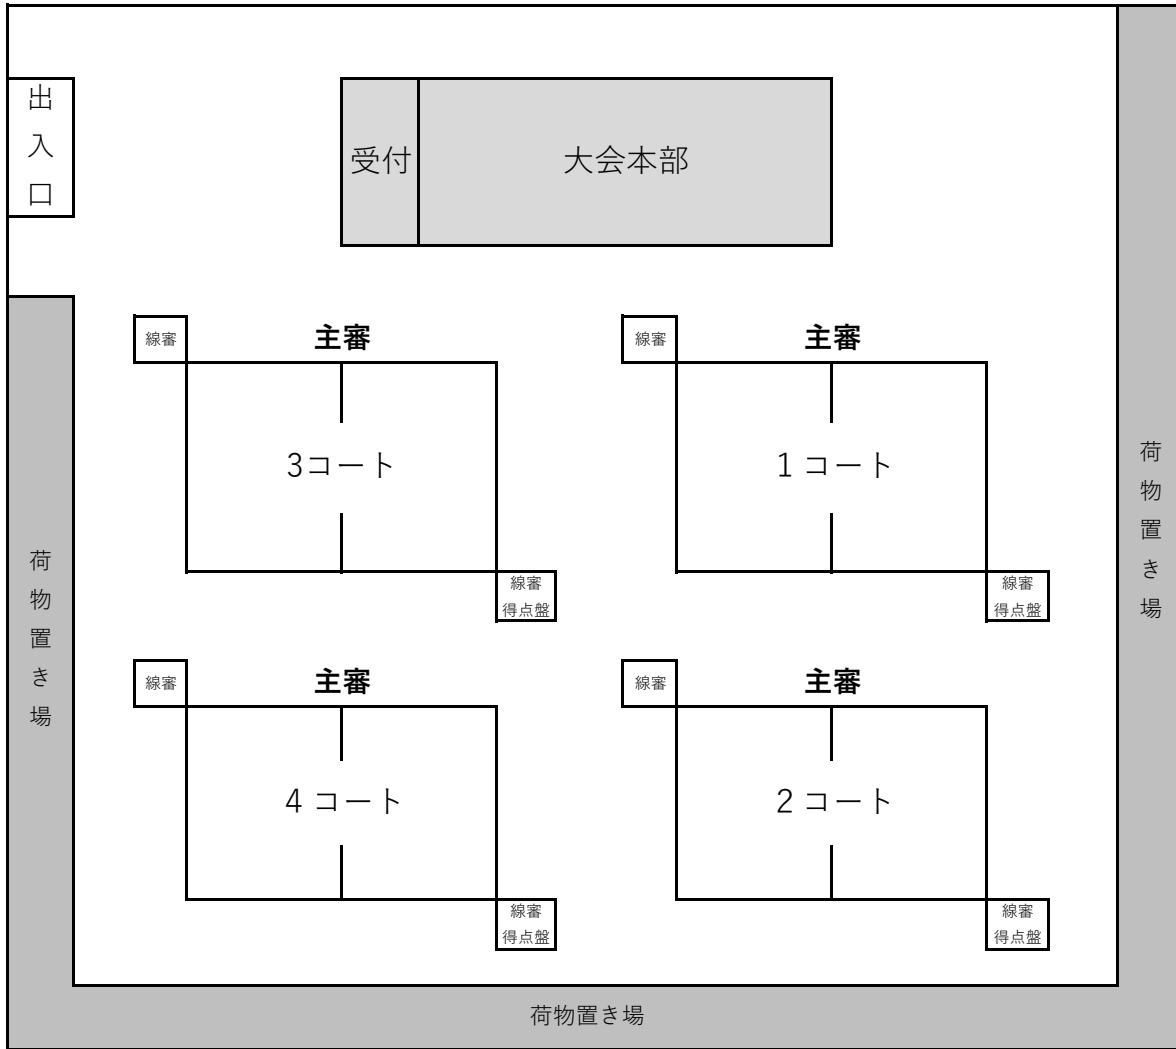 出入口
受付
大会本部
線審
主審
線審
主審
3コート
1コート
線審
得点盤
線審
得点盤
荷物置き場
荷物置き場
線審
主審
線審
主審
4コート
2コート
線審
得点盤
線審
得点盤
荷物置き場